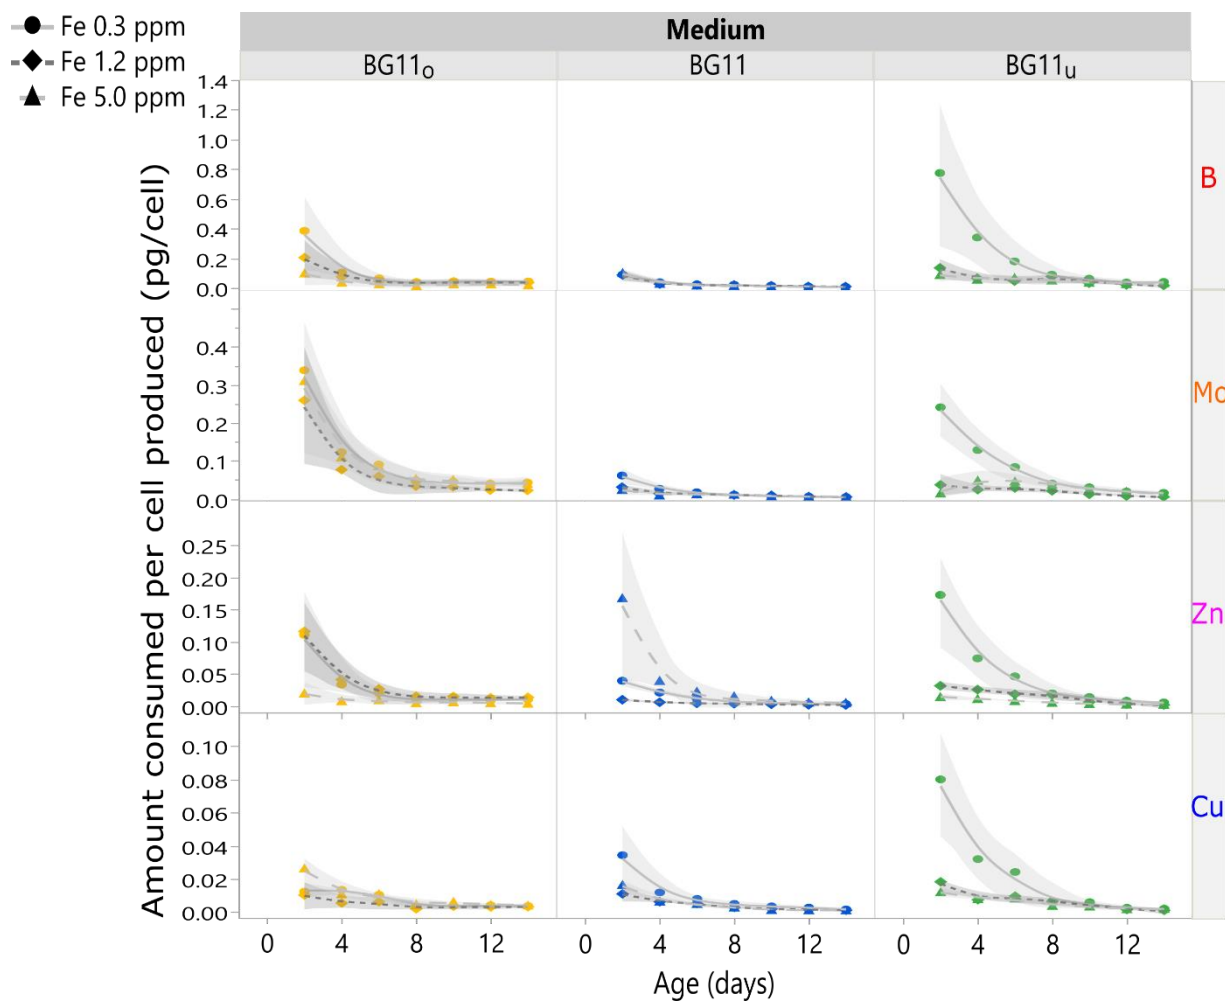 Fe 0.3 ppm
Fe 1.2 ppm
Fe 5.0 ppm
Medium
BG11o BG11 BG11u
Amount consumed per cell produced (pg/cell)
1.4
1.2
1.0
0.8
0.6
0.4
0.2
0.0
B
0.4
0.3
0.2
0.1
0.0
Mo
0.25
0.20
0.15
0.10
0.05
0.00
Zn
0.10
0.08
0.06
0.04
0.02
0.00
Cu
0 4 8 12 0 4 8 12 0 4 8 12
Age (days)